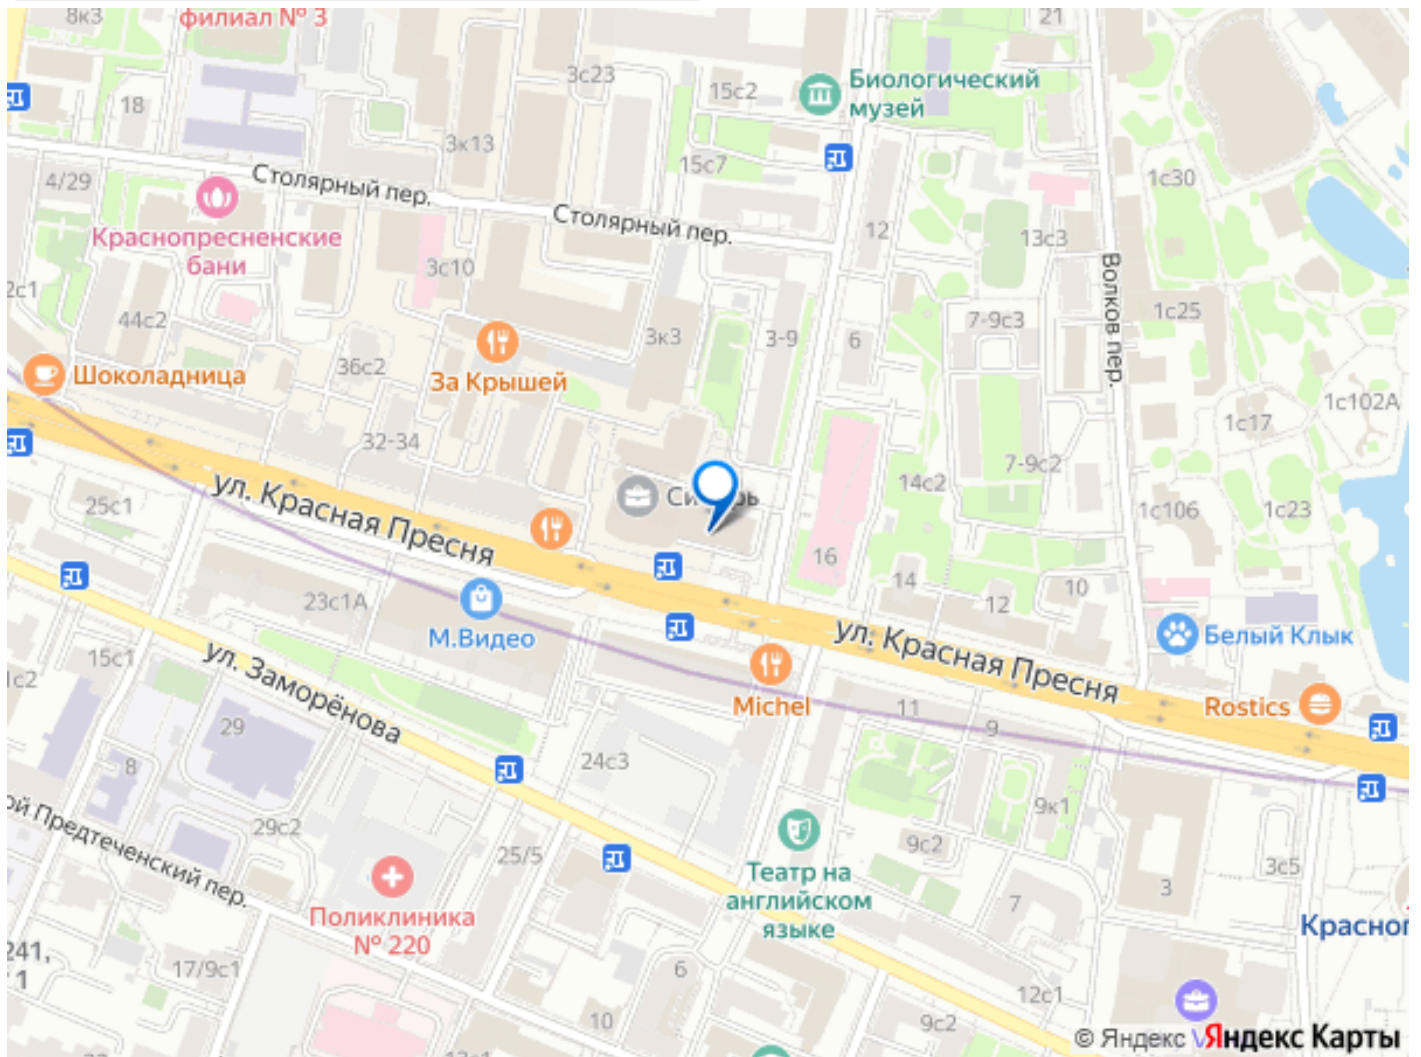 8к3
филиал № 3
21
3с23
15с2
Биологический
музей
18
3к13
15с7
4/29
Столярный пер.
Столярный пер.
1с30
Краснопресненские
бани
12
13с3
3с10
2с1
44с2
Волков пер.
1с25
7-9с3
3к3
3-9
6
36с2
Шоколадница
За Крышей
1с102А
1с17
32-34
7-9с2
14с2
ул. Красная Пресня
25с1
1с106
1с23
16
14
12
10
23с1А
М.Видео
ул. Красная Пресня
Белый Клык
15с1
1с2
ул. Заморёнова
Michel
Rostics
29
11
9
8
24с3
9к1
29с2
25/5
9с2
3с5
Театр на
английском
языке
3
7
Поликлиника
№ 220
Красноп
241,
1
17/9с1
6
12с1
10
9с2
© Яндекс
Яндекс Карты